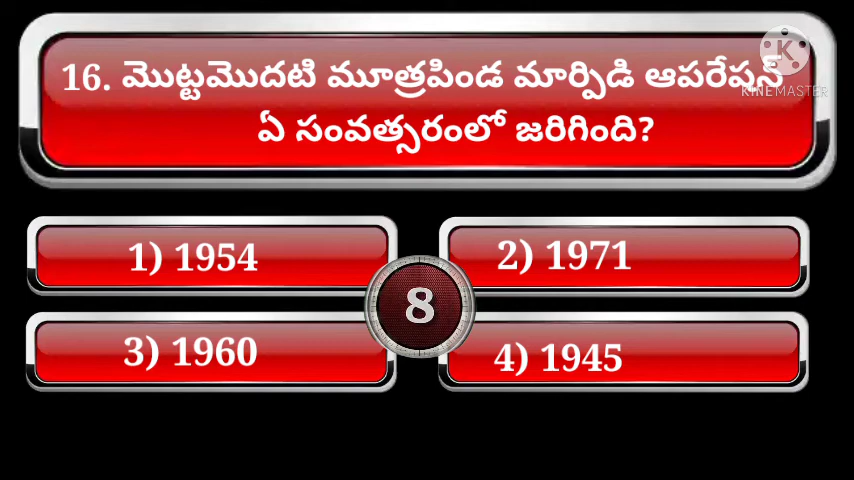 16. మొట్టమొదటి మూత్రపిండ మార్పిడి ఆపరేషన్
ఏ సంవత్సరంలో జరిగింది?
K
KINEMASTER
1) 1954
2) 1971
8
3) 1960
4) 1945